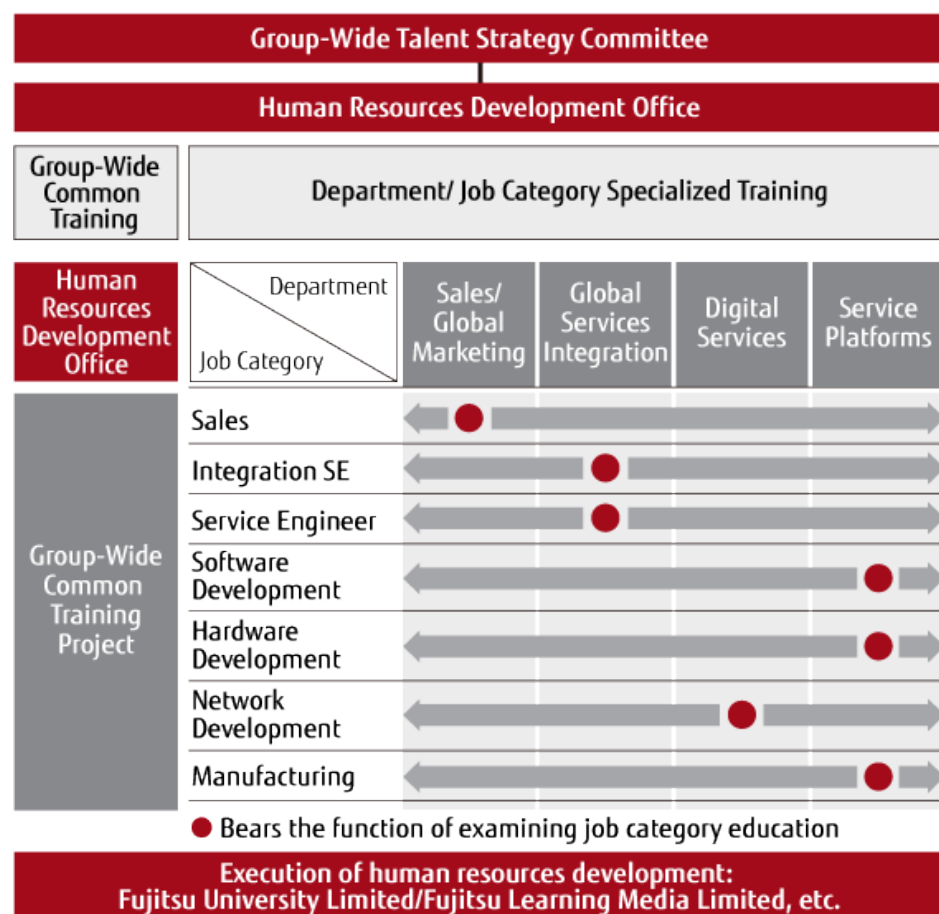 Group-Wide Talent Strategy Committee
Human Resources Development Office
Group-Wide
Common
Training
Department/ Job Category Specialized Training
Human
Resources
Development
Office
Department
Job Category
Sales/
Global
Marketing
Global
Services
Integration
Digital
Services
Service
Platforms
Group-Wide
Common
Training
Project
Sales
Integration SE
Service Engineer
Software
Development
Hardware
Development
Network
Development
Manufacturing
Bears the function of examining job category education
Execution of human resources development:
Fujitsu University Limited/Fujitsu Learning Media Limited, etc.